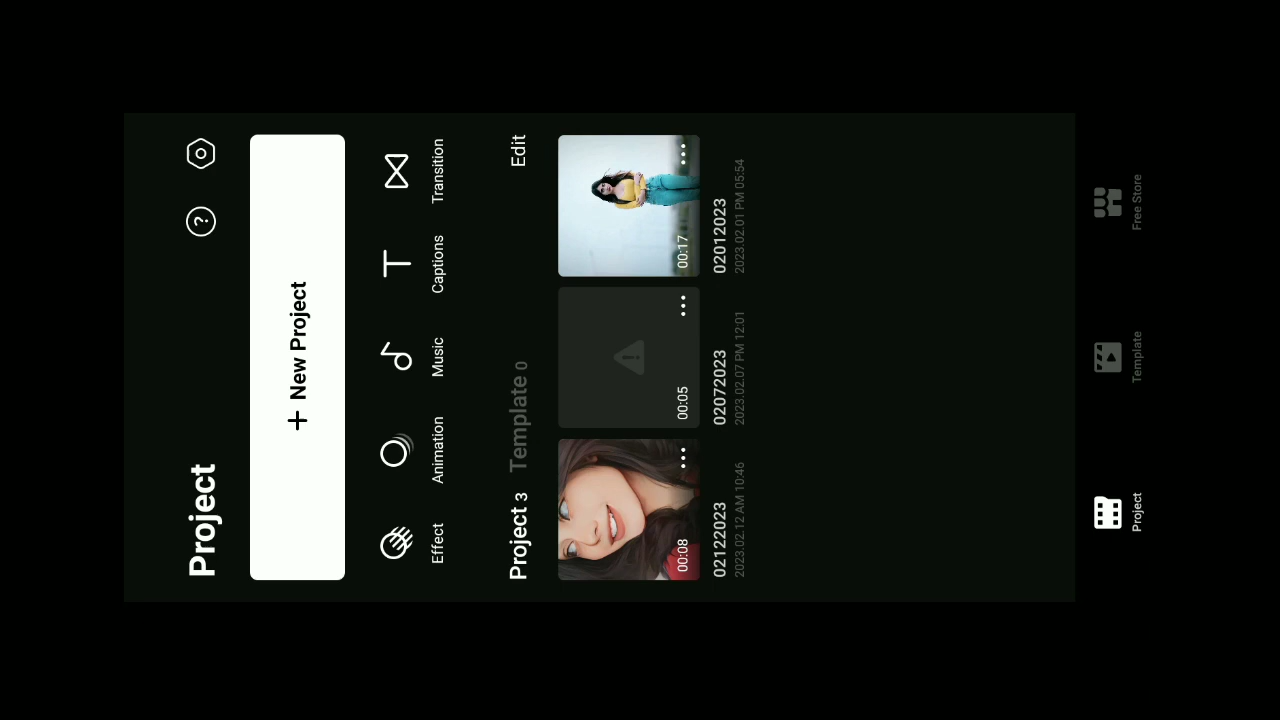 Project
+ New Project
Effect Animation Music Captions Transition
Project 3 Template 0 Edit
00:08 00:05 00:17
02122023 02072023 02012023
2023.02.12 AM 10:46 2023.02.07 PM 12:01 2023.02.01 PM 05:54
Project Template Free Store